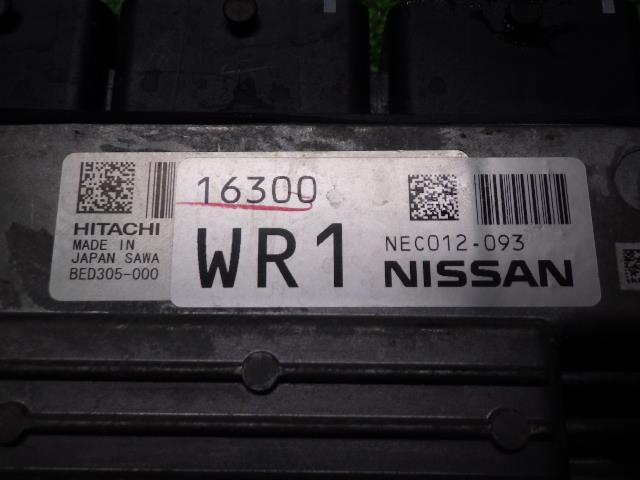 HITACHI
MADE IN
JAPAN SAWA
BED305-000
16300
WR1
NEC012-093
NISSAN